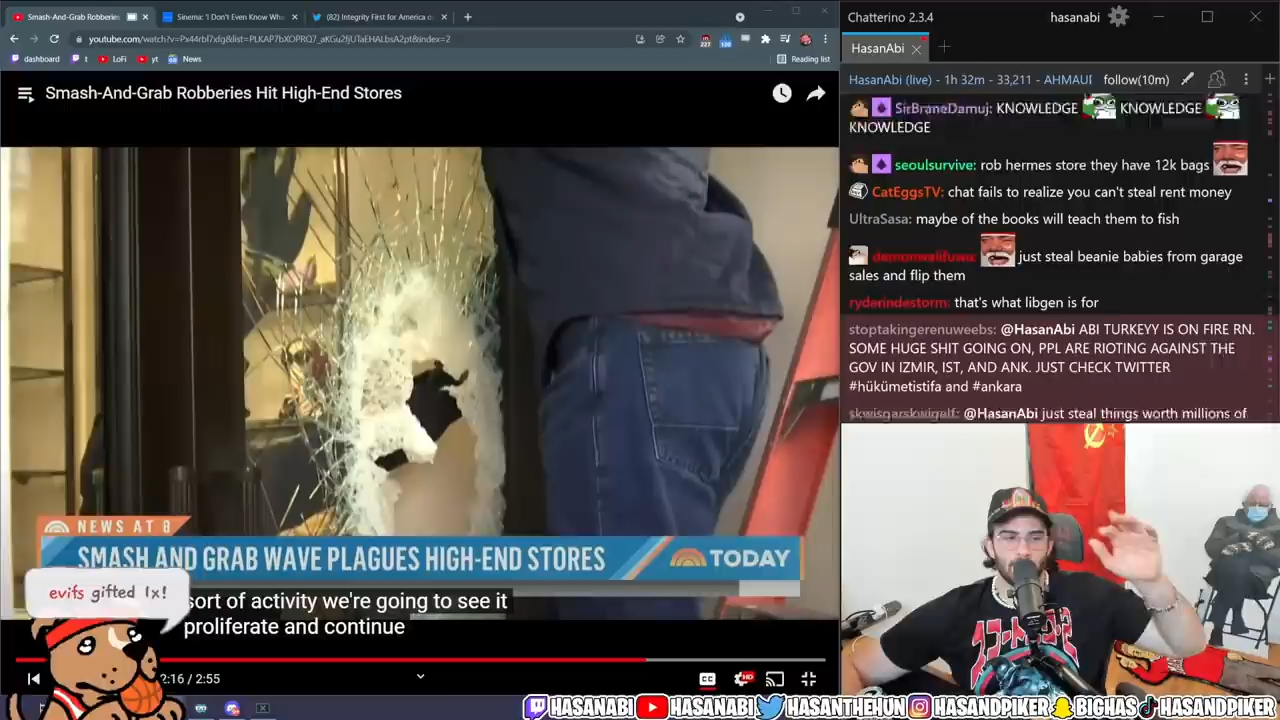 Smash-And-Grab Robberies
Sinema: 'I Don't Even Know Wha
(82) Integrity First for America o
youtube.com/watch?v=Px44rbl7xdg&list=PLKAP7bXOPRQ7_aKGu2fjUTaEHALbsA2pt&index=2
dashboard
t
LoFi
yt
News
Reading list
Smash-And-Grab Robberies Hit High-End Stores
NEWS AT 8
SMASH AND GRAB WAVE PLAGUES HIGH-END STORES
TODAY
evifs gifted 1x!
sort of activity we're going to see it
proliferate and continue
2:16 / 2:55
CC
HD
Chatterino 2.3.4
hasanabi
HasanAbi
HasanAbi (live) - 1h 32m - 33,211 - AHMAUI
follow(10m)
SirBraneDamuj: KNOWLEDGE KNOWLEDGE
KNOWLEDGE
seoulsurvive: rob hermes store they have 12k bags
CatEggsTV: chat fails to realize you can't steal rent money
UltraSasa: maybe of the books will teach them to fish
demonwaifuwu: just steal beanie babies from garage
sales and flip them
ryderindestorm: that's what libgen is for
stoptakingerenuweebs: @HasanAbi ABI TURKEYY IS ON FIRE RN.
SOME HUGE SHIT GOING ON, PPL ARE RIOTING AGAINST THE
GOV IN IZMIR, IST, AND ANK. JUST CHECK TWITTER
#hükümetistifa and #ankara
@HasanAbi just steal things worth millions of
HASANABI HASANABI HASANTHEHUN HASANDPIKER BIGHAS HASANDPIKER